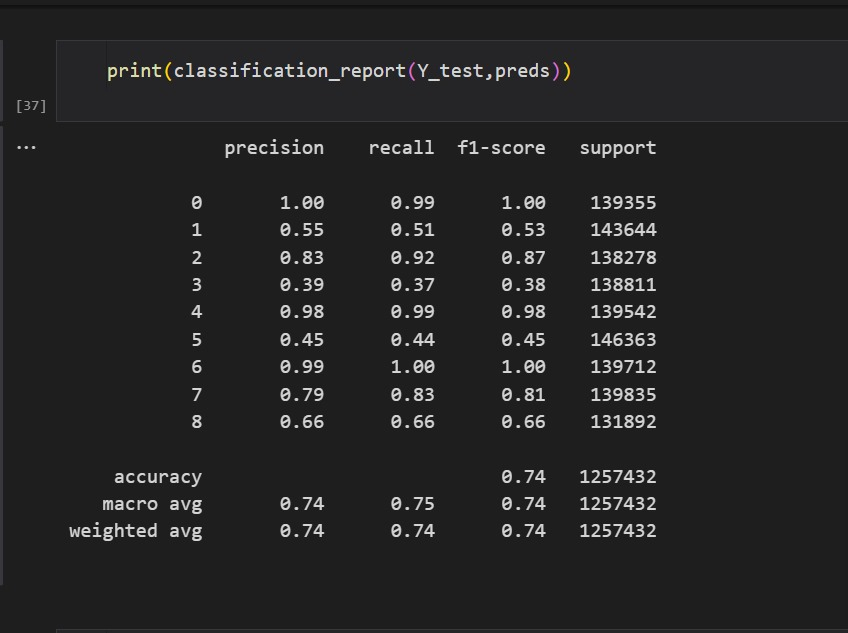 print(classification_report(Y_test,preds))
[37]
...
precision recall f1-score support
0 1.00 0.99 1.00 139355
1 0.55 0.51 0.53 143644
2 0.83 0.92 0.87 138278
3 0.39 0.37 0.38 138811
4 0.98 0.99 0.98 139542
5 0.45 0.44 0.45 146363
6 0.99 1.00 1.00 139712
7 0.79 0.83 0.81 139835
8 0.66 0.66 0.66 131892
accuracy 0.74 1257432
macro avg 0.74 0.75 0.74 1257432
weighted avg 0.74 0.74 0.74 1257432